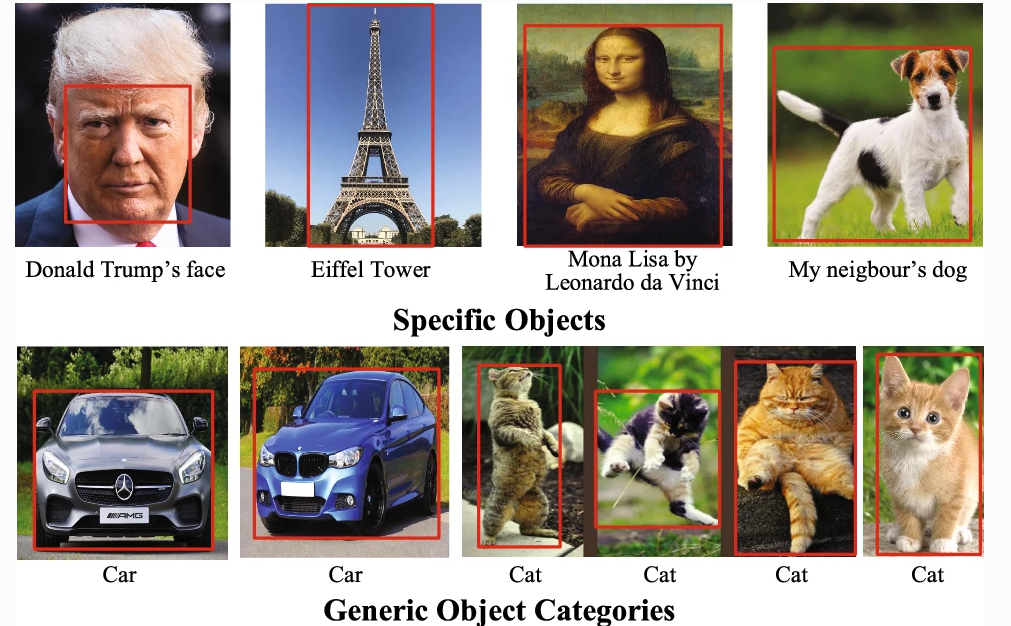 Donald Trump's face
Eiffel Tower
Mona Lisa by
Leonardo da Vinci
My neigbour's dog
Specific Objects
AMG
Car
Car
Cat
Cat
Cat
Cat
Generic Object Categories